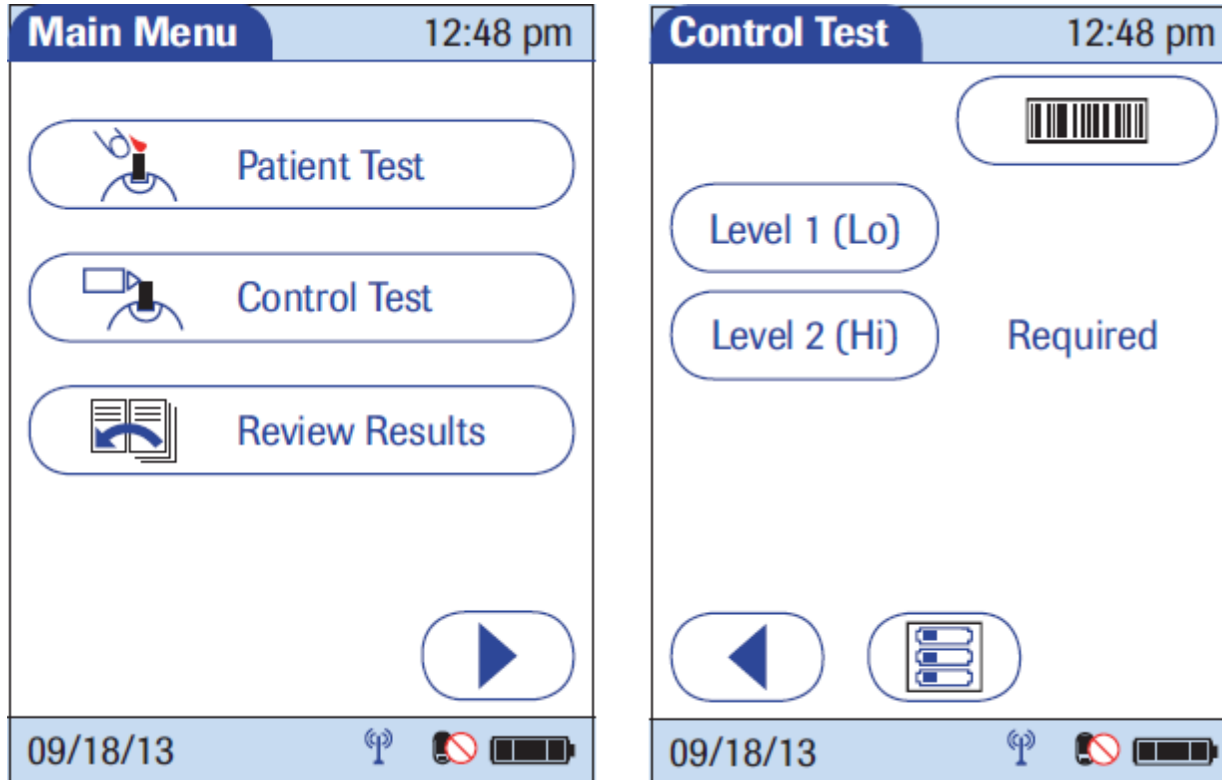 Main Menu 12:48 pm
Patient Test
Control Test
Review Results
09/18/13
Control Test 12:48 pm
Level 1 (Lo)
Level 2 (Hi) Required
09/18/13